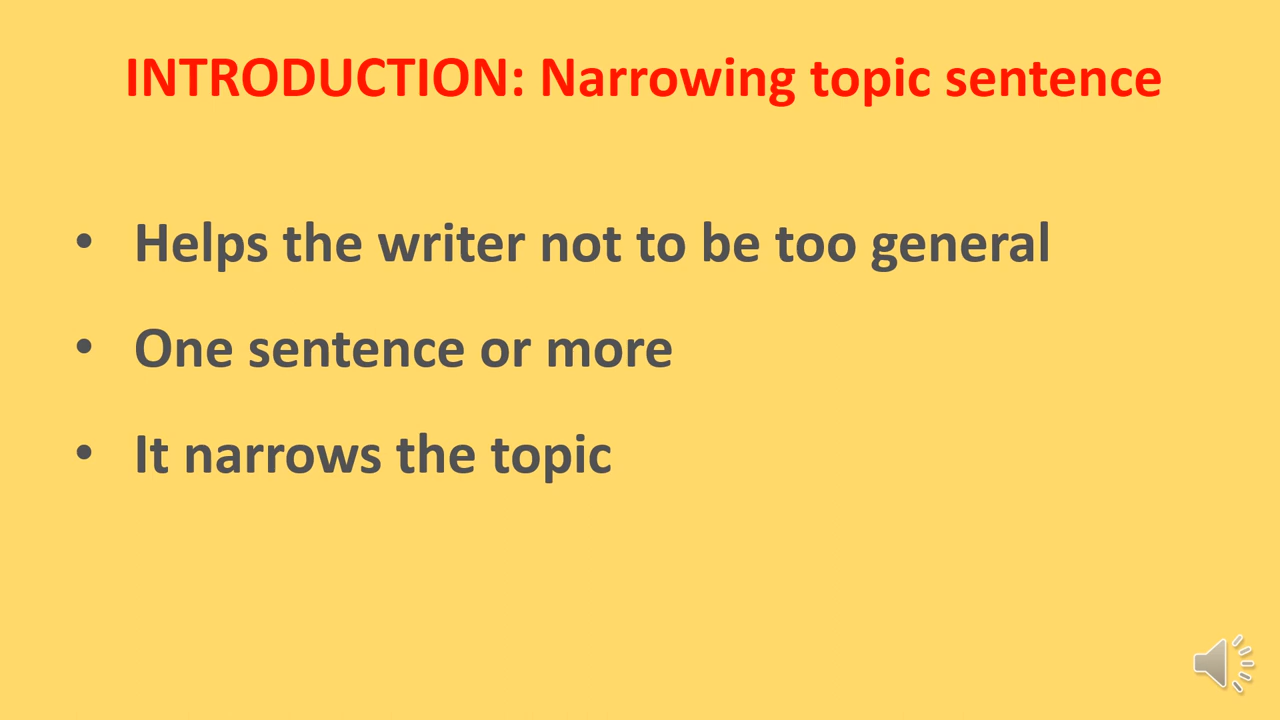 INTRODUCTION: Narrowing topic sentence
• Helps the writer not to be too general
• One sentence or more
• It narrows the topic